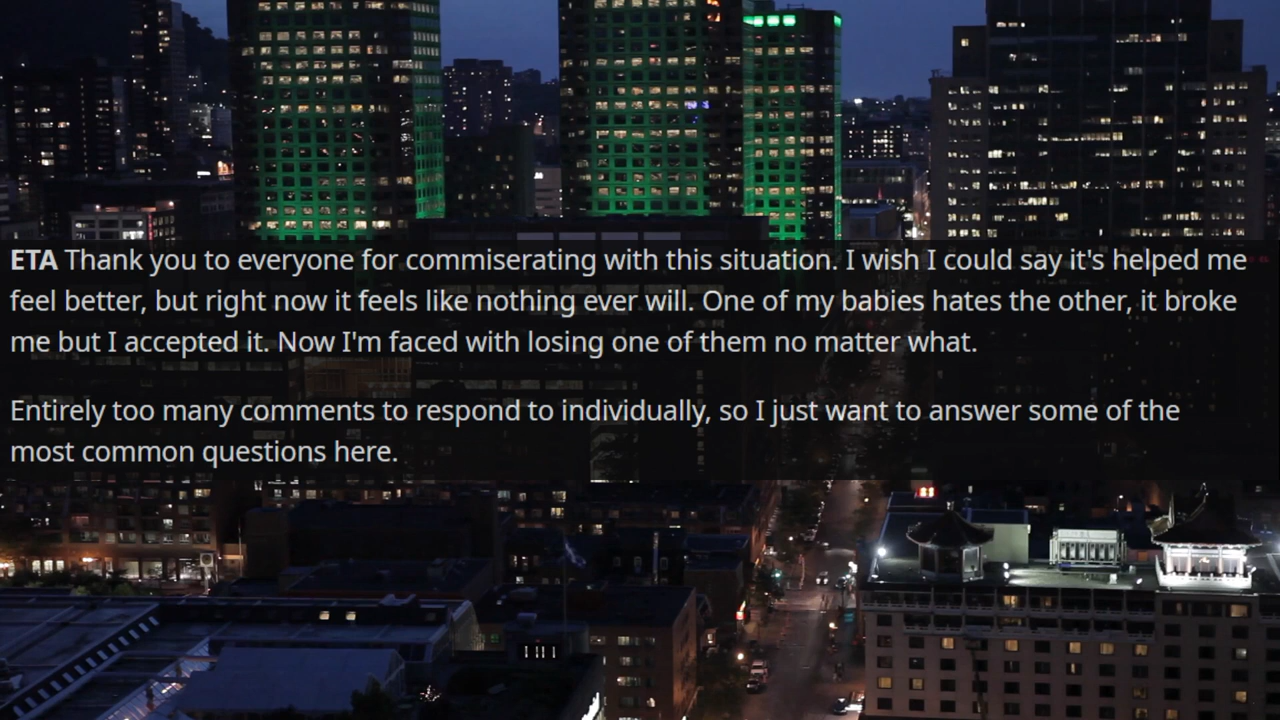 ETA Thank you to everyone for commiserating with this situation. I wish I could say it's helped me
feel better, but right now it feels like nothing ever will. One of my babies hates the other, it broke
me but I accepted it. Now I'm faced with losing one of them no matter what.
Entirely too many comments to respond to individually, so I just want to answer some of the
most common questions here.